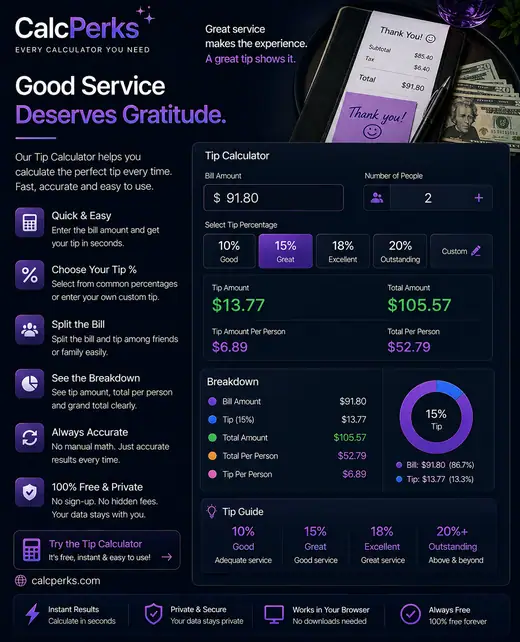 CalcPerks
EVERY CALCULATOR YOU NEED
Great service
makes the experience.
A great tip shows it.
Thank You!
Subtotal $85.40
Tax $6.40
Total $91.80
Thank you!
Good Service
Deserves Gratitude.
Our Tip Calculator helps you
calculate the perfect tip every time.
Fast, accurate and easy to use.
Quick & Easy
Enter the bill amount and get
your tip in seconds.
Choose Your Tip %
Select from common percentages
or enter your own custom tip.
Split the Bill
Split the bill and tip among friends
or family easily.
See the Breakdown
See tip amount, total per person
and grand total clearly.
Always Accurate
No manual math. Just accurate
results every time.
100% Free & Private
No sign-up. No hidden fees.
Your data stays with you.
Try the Tip Calculator
It's free, instant & easy to use!
calcperks.com
Tip Calculator
Bill Amount
Number of People
$ 91.80
2 +
Select Tip Percentage
10% 15% 18% 20% Custom
Good Great Excellent Outstanding
Tip Amount Total Amount
$13.77 $105.57
Tip Amount Per Person Total Per Person
$6.89 $52.79
Breakdown
Bill Amount $91.80
Tip (15%) $13.77
Total Amount $105.57
Total Per Person $52.79
Tip Per Person $6.89
15%
Tip
Bill: $91.80 (86.7%)
Tip: $13.77 (13.3%)
Tip Guide
10% 15% 18% 20%+
Good Great Excellent Outstanding
Adequate service Good service Great service Above & beyond
Instant Results
Calculate in seconds
Private & Secure
Your data stays private
Works in Your Browser
No downloads needed
Always Free
100% free forever